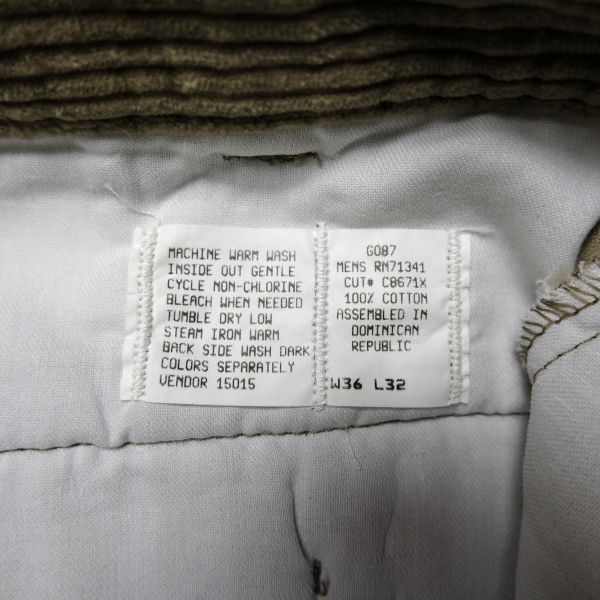 MACHINE WARM WASH
INSIDE OUT GENTLE
CYCLE NON-CHLORINE
BLEACH WHEN NEEDED
TUMBLE DRY LOW
STEAM IRON WARM
BACK SIDE WASH DARK
COLORS SEPARATELY
VENDOR 15015
G087
MENS RN71341
CUT# C8671X
100% COTTON
ASSEMBLED IN
DOMINICAN
REPUBLIC
W36 L32